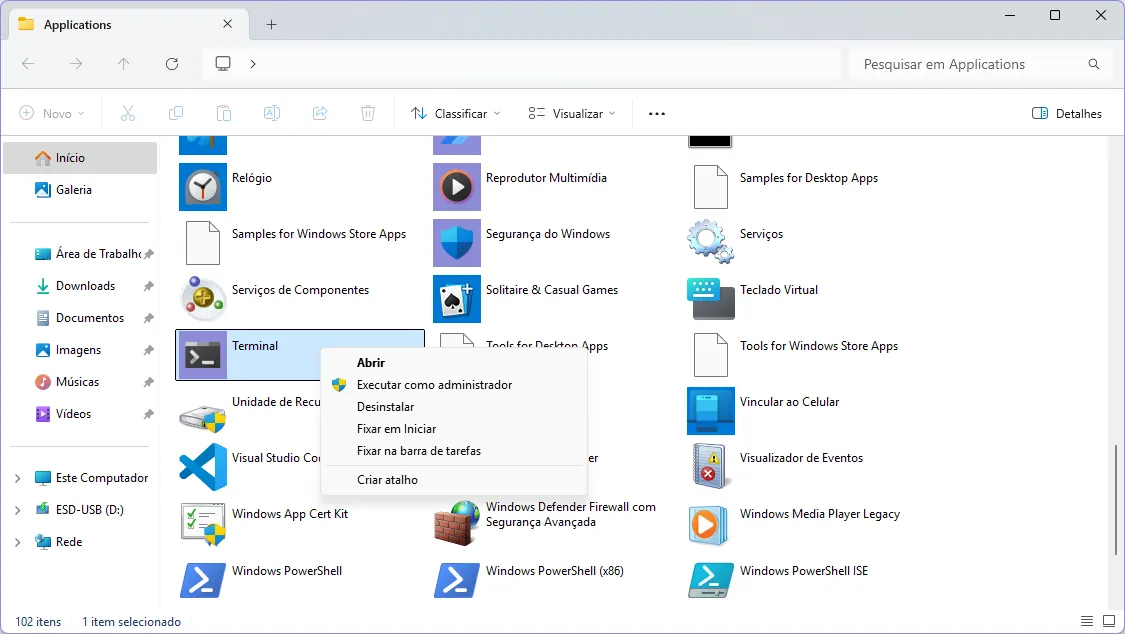 Applications
Pesquisar em Applications
Novo
Classificar
Visualizar
Detalhes
Início
Galeria
Área de Trabalho
Downloads
Documentos
Imagens
Músicas
Vídeos
Este Computador
ESD-USB (D:)
Rede
Relógio
Reprodutor Multimídia
Samples for Desktop Apps
Samples for Windows Store Apps
Segurança do Windows
Serviços
Serviços de Componentes
Solitaire & Casual Games
Teclado Virtual
Terminal
Tools for Desktop Apps
Tools for Windows Store Apps
Unidade de Recu
Vincular ao Celular
Visual Studio Co
er
Visualizador de Eventos
Abrir
Executar como administrador
Desinstalar
Fixar em Iniciar
Fixar na barra de tarefas
Criar atalho
Windows App Cert Kit
Windows Defender Firewall com
Segurança Avançada
Windows Media Player Legacy
Windows PowerShell
Windows PowerShell (x86)
Windows PowerShell ISE
102 itens
1 item selecionado